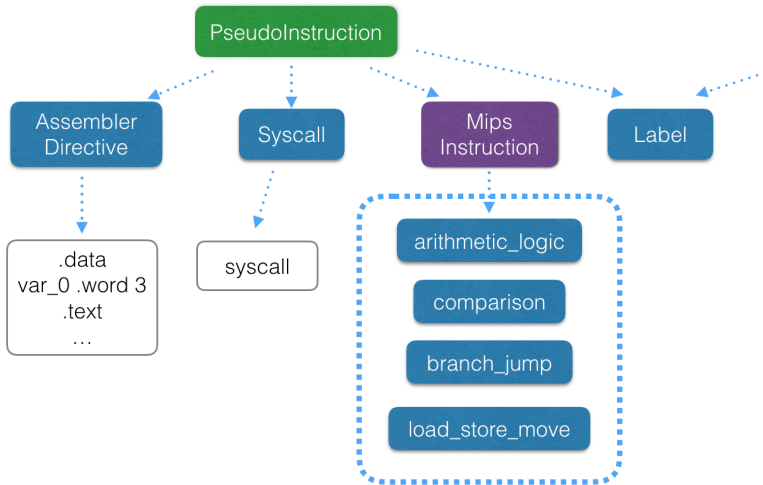 PseudoInstruction
Assembler
Directive
Syscall
Mips
Instruction
Label
.data
var_0 .word 3
.text
...
syscall
arithmetic_logic
comparison
branch_jump
load_store_move